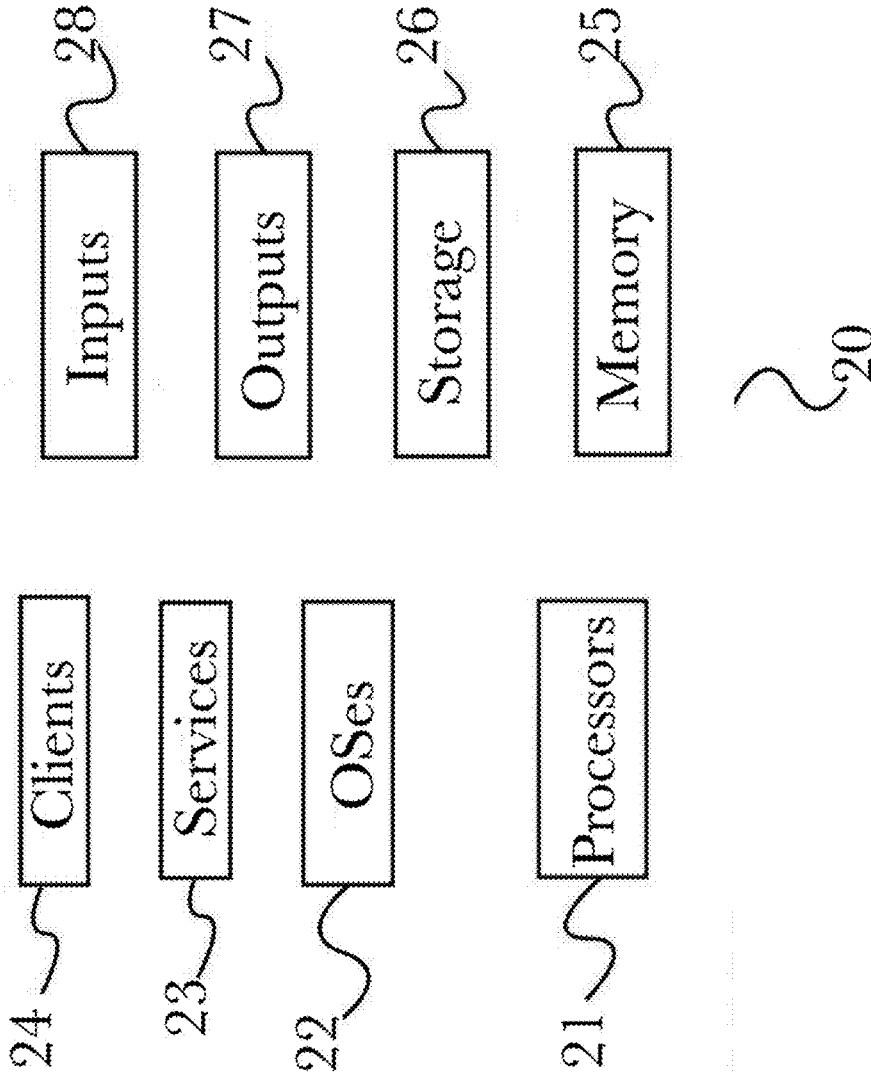 24 Clients Inputs 28
23 Services Outputs 27
22 OSes Storage 26
21 Processors Memory 25
20